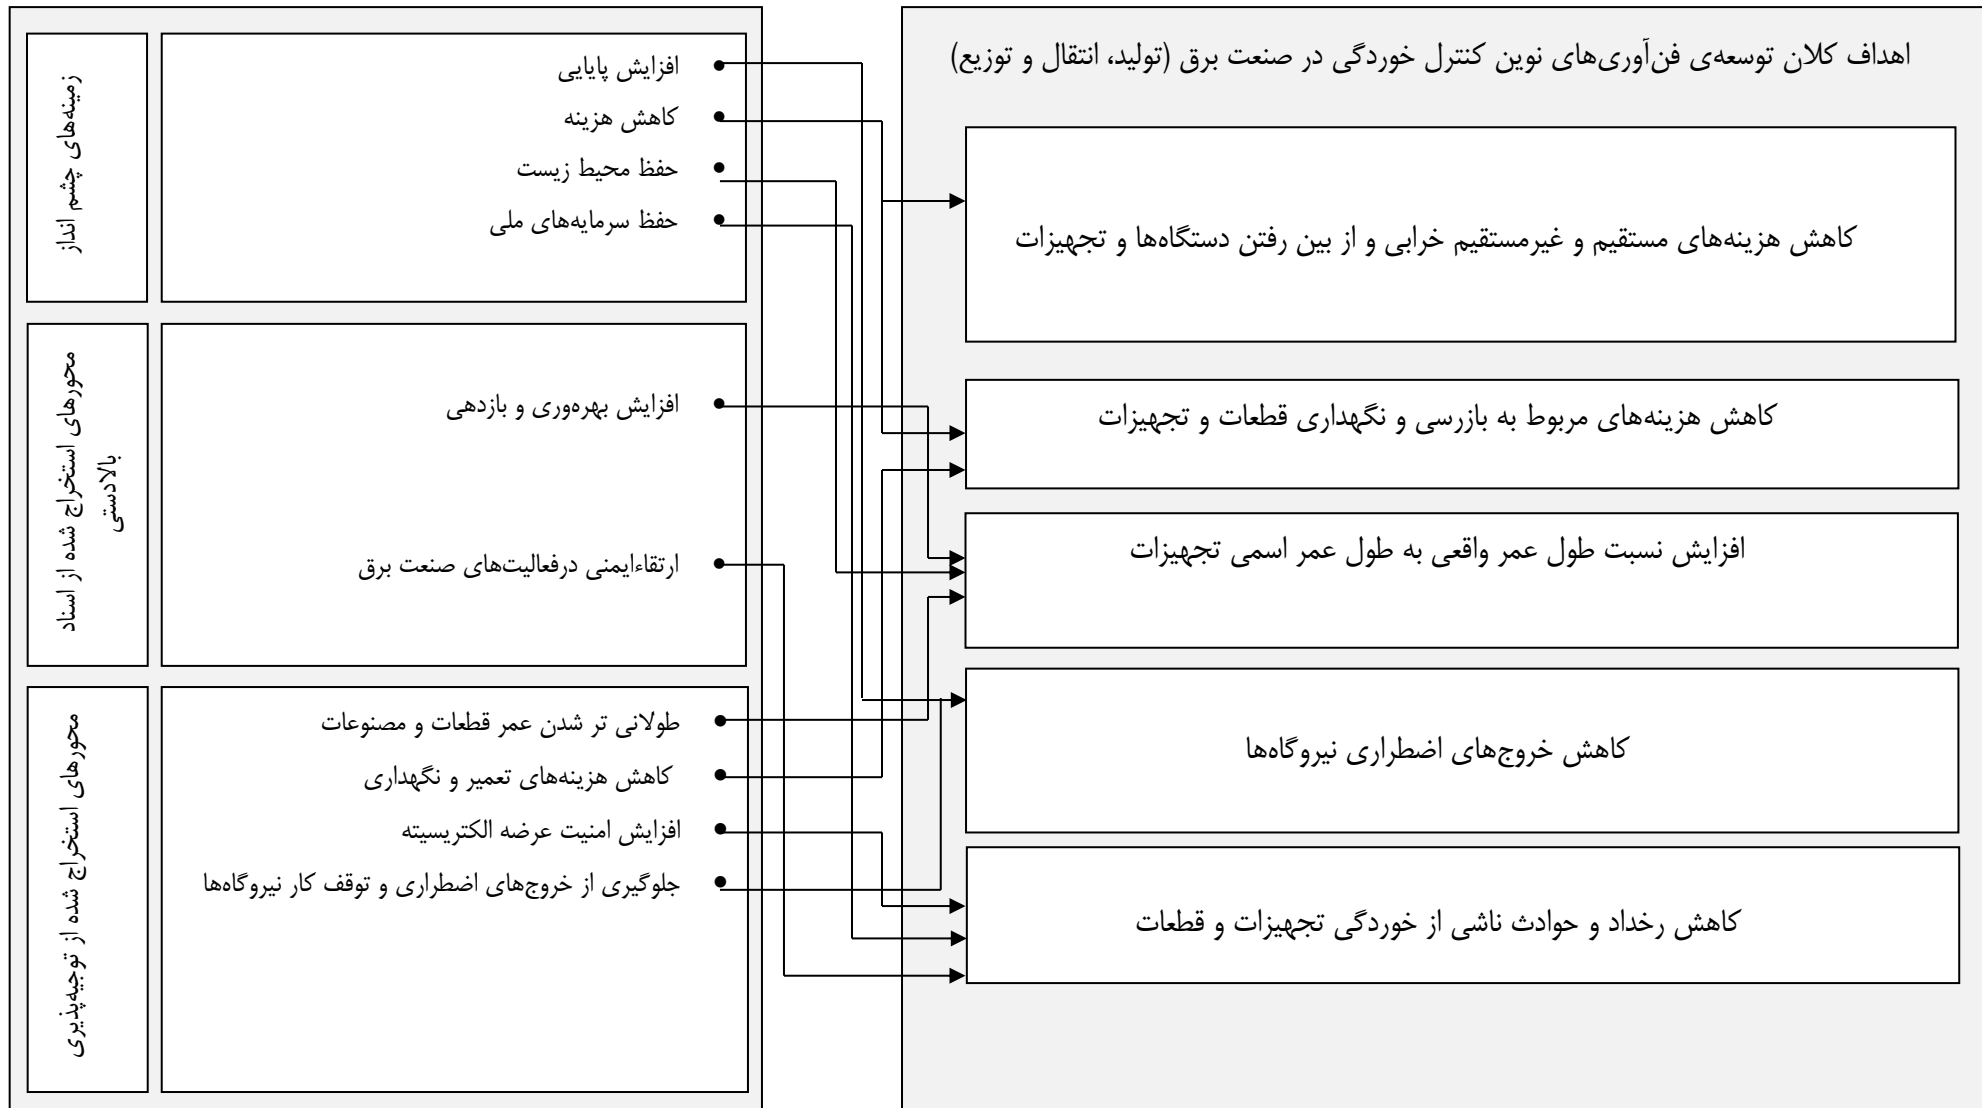 اهداف کلان توسعه‌ی فن‌آوری‌های نوین کنترل خوردگی در صنعت برق (تولید، انتقال و توزیع)
کاهش هزینه‌های مستقیم و غیرمستقیم خرابی و از بین رفتن دستگاه‌ها و تجهیزات
کاهش هزینه‌های مربوط به بازرسی و نگهداری قطعات و تجهیزات
افزایش نسبت طول عمر واقعی به طول عمر اسمی تجهیزات
کاهش خروج‌های اضطراری نیروگاه‌ها
کاهش رخداد و حوادث ناشی از خوردگی تجهیزات و قطعات
زمینه‌های چشم انداز
• افزایش پایایی
• کاهش هزینه
• حفظ محیط زیست
• حفظ سرمایه‌های ملی
محورهای استخراج شده از اسناد
بالادستی
• افزایش بهره‌وری و بازدهی
• ارتقاءایمنی درفعالیت‌های صنعت برق
محورهای استخراج شده از توجیه‌پذیری
• طولانی تر شدن عمر قطعات و مصنوعات
• کاهش هزینه‌های تعمیر و نگهداری
• افزایش امنیت عرضه الکتریسیته
• جلوگیری از خروج‌های اضطراری و توقف کار نیروگاه‌ها